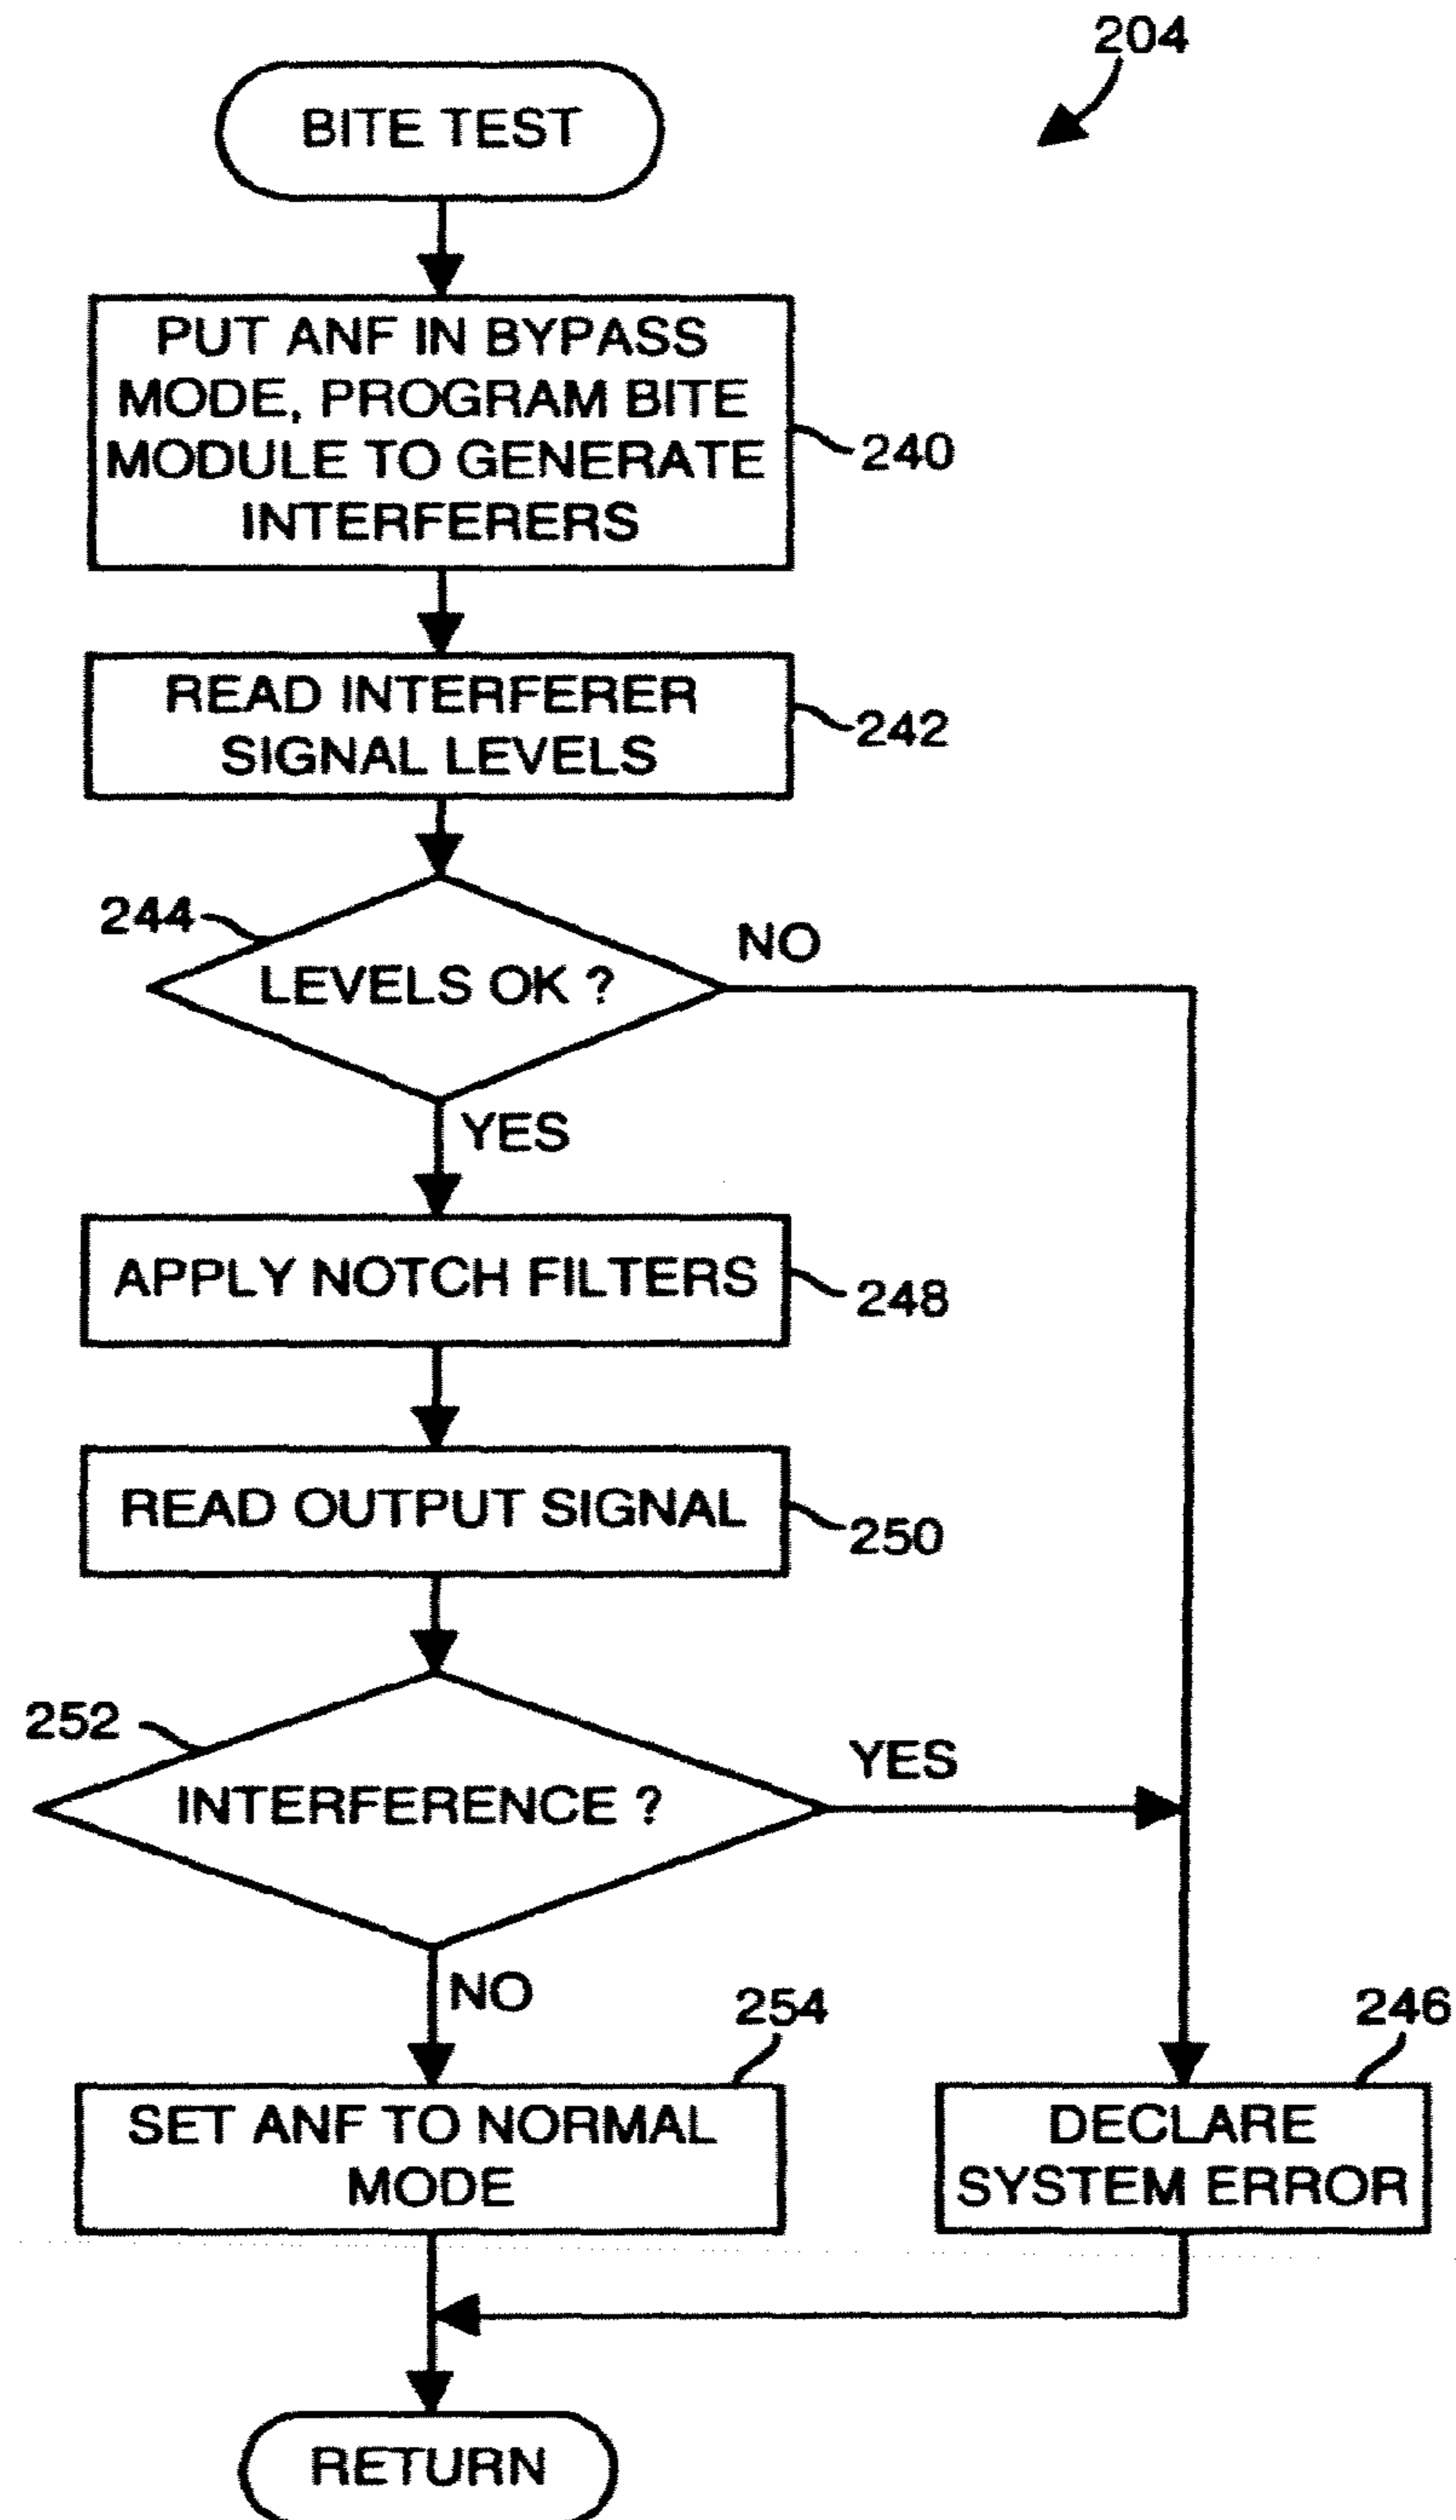 204
BITE TEST
PUT ANF IN BYPASS
MODE, PROGRAM BITE
MODULE TO GENERATE
INTERFERERS
240
READ INTERFERER
SIGNAL LEVELS
242
244
LEVELS OK ?
NO
YES
APPLY NOTCH FILTERS
248
READ OUTPUT SIGNAL
250
252
INTERFERENCE ?
YES
NO
254
SET ANF TO NORMAL
MODE
246
DECLARE
SYSTEM ERROR
RETURN